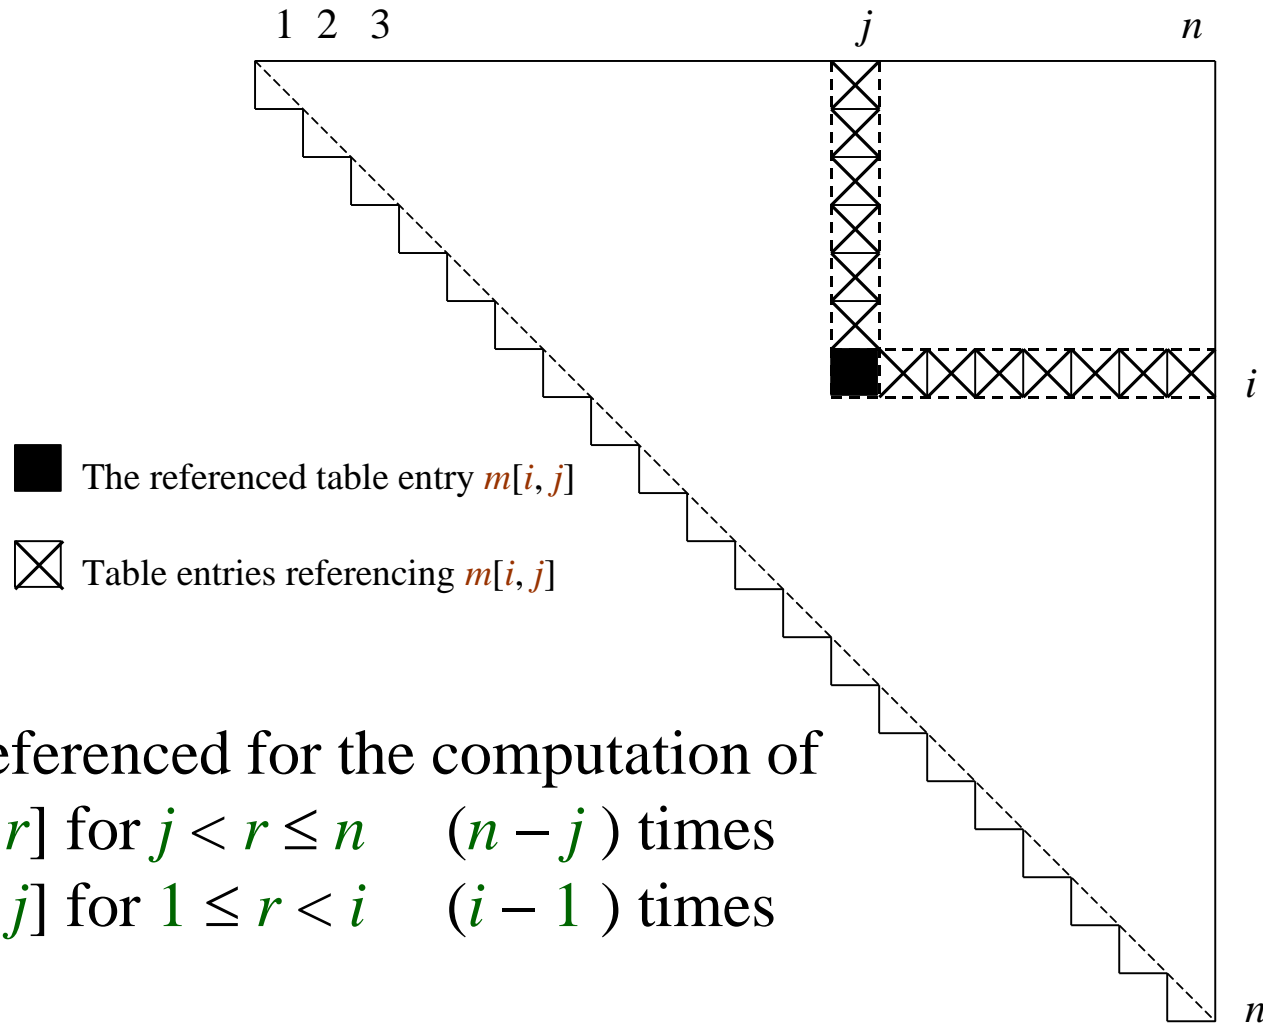 1 2 3 j n
i
The referenced table entry m[i, j]
Table entries referencing m[i, j]
eferenced for the computation of
r] for j < r ≤ n (n − j ) times
j] for 1 ≤ r < i (i − 1 ) times
n